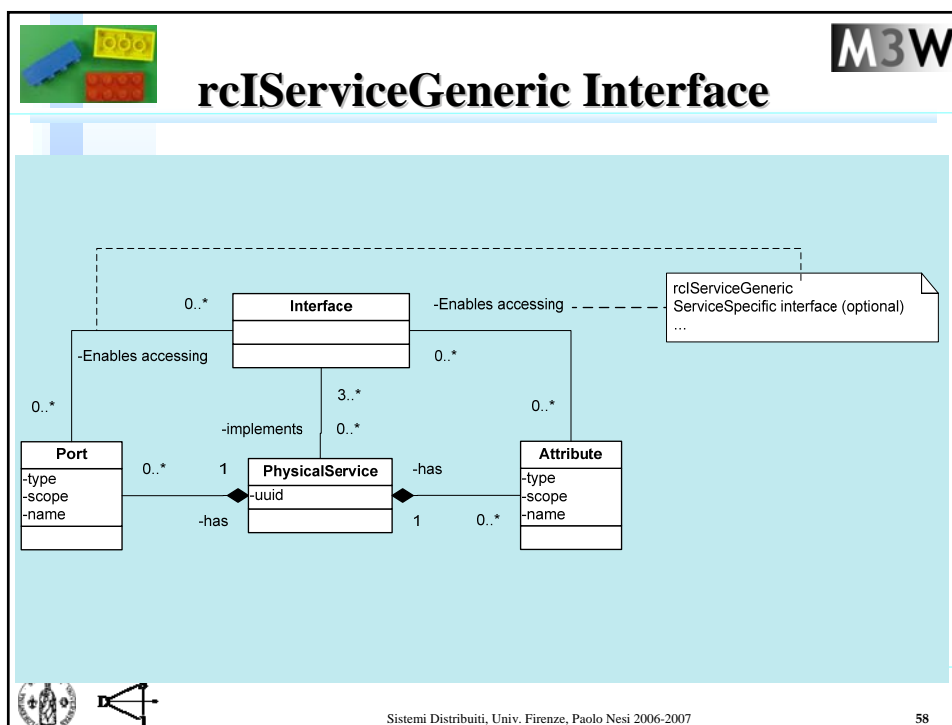 M3W
rcIServiceGeneric Interface
rcIServiceGeneric
ServiceSpecific interface (optional)
...
0..*
Interface
-Enables accessing
-Enables accessing
0..*
0..*
3..*
0..*
-implements
0..*
Port
-type
-scope
-name
0..*
1
-has
PhysicalService
-uuid
-has
1
0..*
Attribute
-type
-scope
-name
Sistemi Distribuiti, Univ. Firenze, Paolo Nesi 2006-2007
58